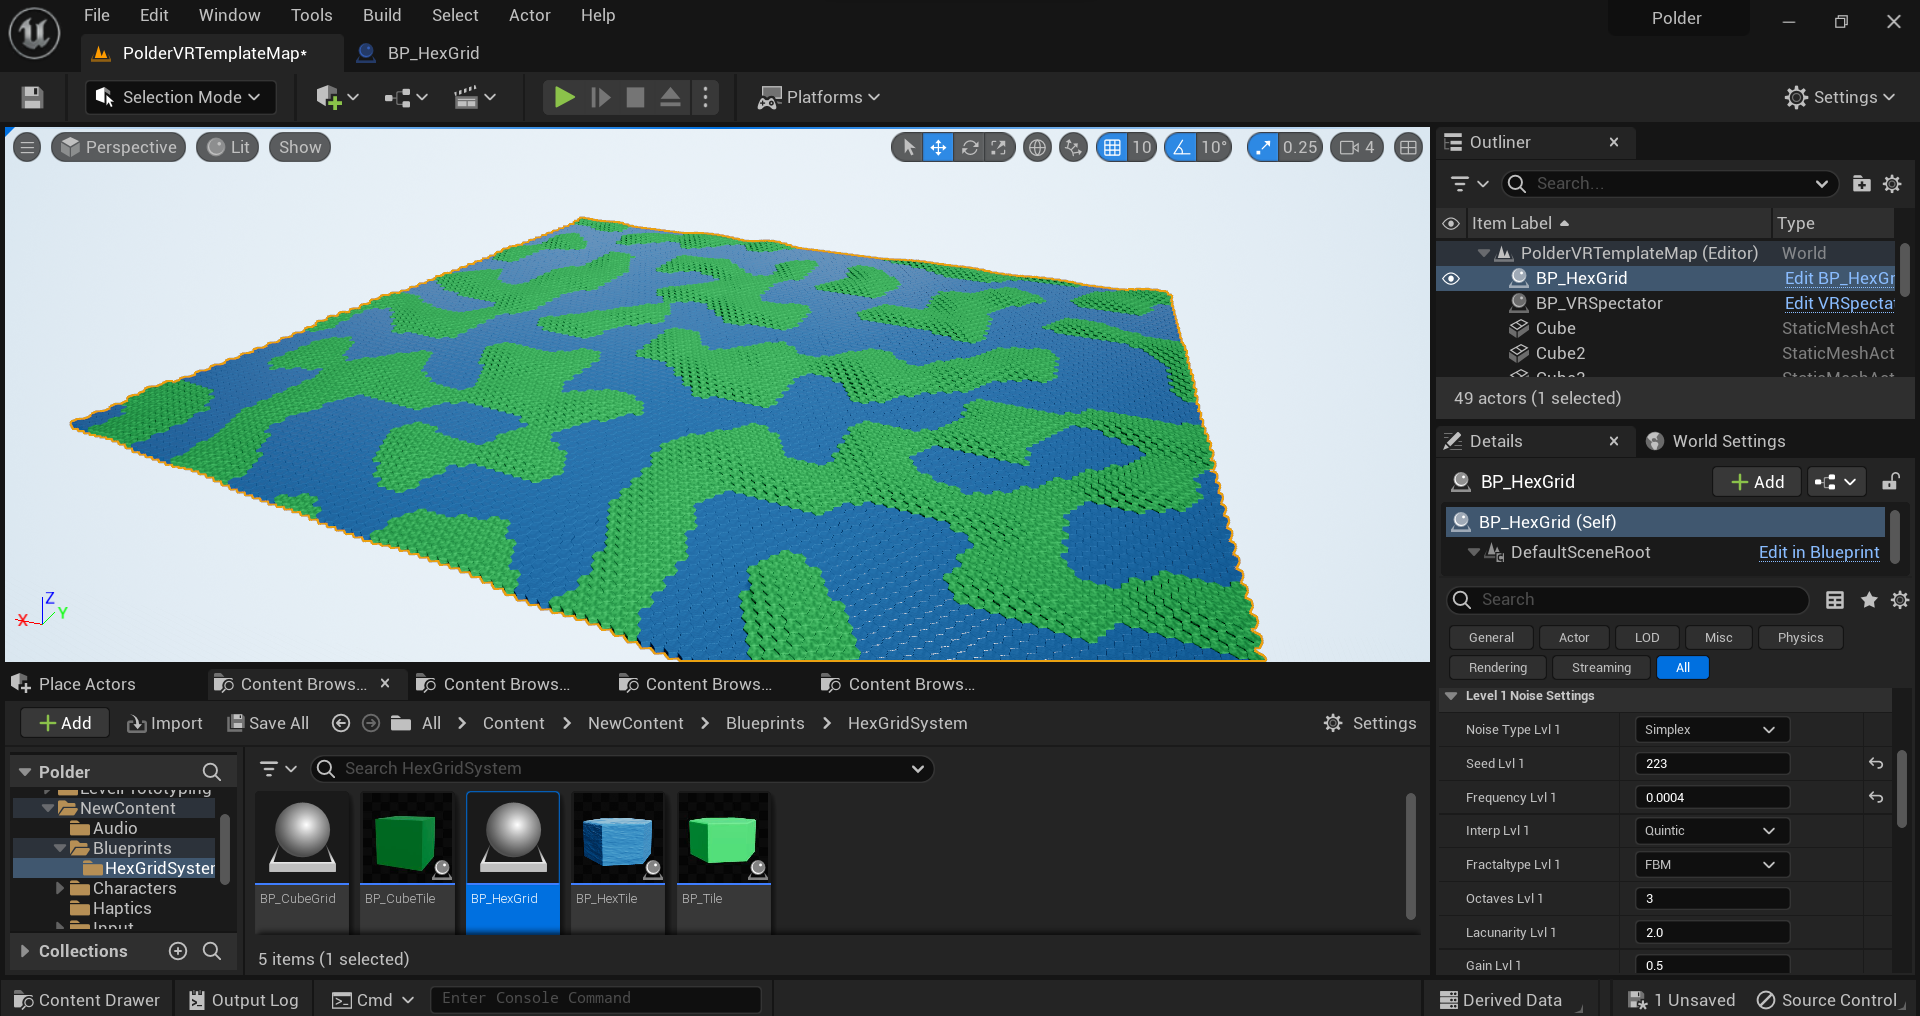 File Edit Window Tools Build Select Actor Help
Polder
PolderVRTemplateMap*
BP_HexGrid
Selection Mode
Platforms
Settings
Perspective
Lit
Show
10
10°
0.25
4
Z
Y
X
Outliner
Search...
Item Label
Type
PolderVRTemplateMap (Editor) World
BP_HexGrid Edit BP_HexGr
BP_VRSpectator Edit VRSpectat
Cube StaticMeshAct
Cube2 StaticMeshAct
49 actors (1 selected)
Details
World Settings
BP_HexGrid
Add
BP_HexGrid (Self)
DefaultSceneRoot Edit in Blueprint
Search
General Actor LOD Misc Physics
Rendering Streaming All
Level 1 Noise Settings
Noise Type Lvl 1 Simplex
Seed Lvl 1 223
Frequency Lvl 1 0.0004
Interp Lvl 1 Quintic
Fractaltype Lvl 1 FBM
Octaves Lvl 1 3
Lacunarity Lvl 1 2.0
Gain Lvl 1 0.5
Place Actors
Content Brows...
Content Brows...
Content Brows...
Content Brows...
Add Import Save All All Content NewContent Blueprints HexGridSystem Settings
Polder
Search HexGridSystem
LevelPrototyping
NewContent
Audio
Blueprints
HexGridSyster
Characters
Haptics
Input
Collections
BP_CubeGrid BP_CubeTile BP_HexGrid BP_HexTile BP_Tile
5 items (1 selected)
Content Drawer Output Log Cmd Enter Console Command
Derived Data 1 Unsaved Source Control